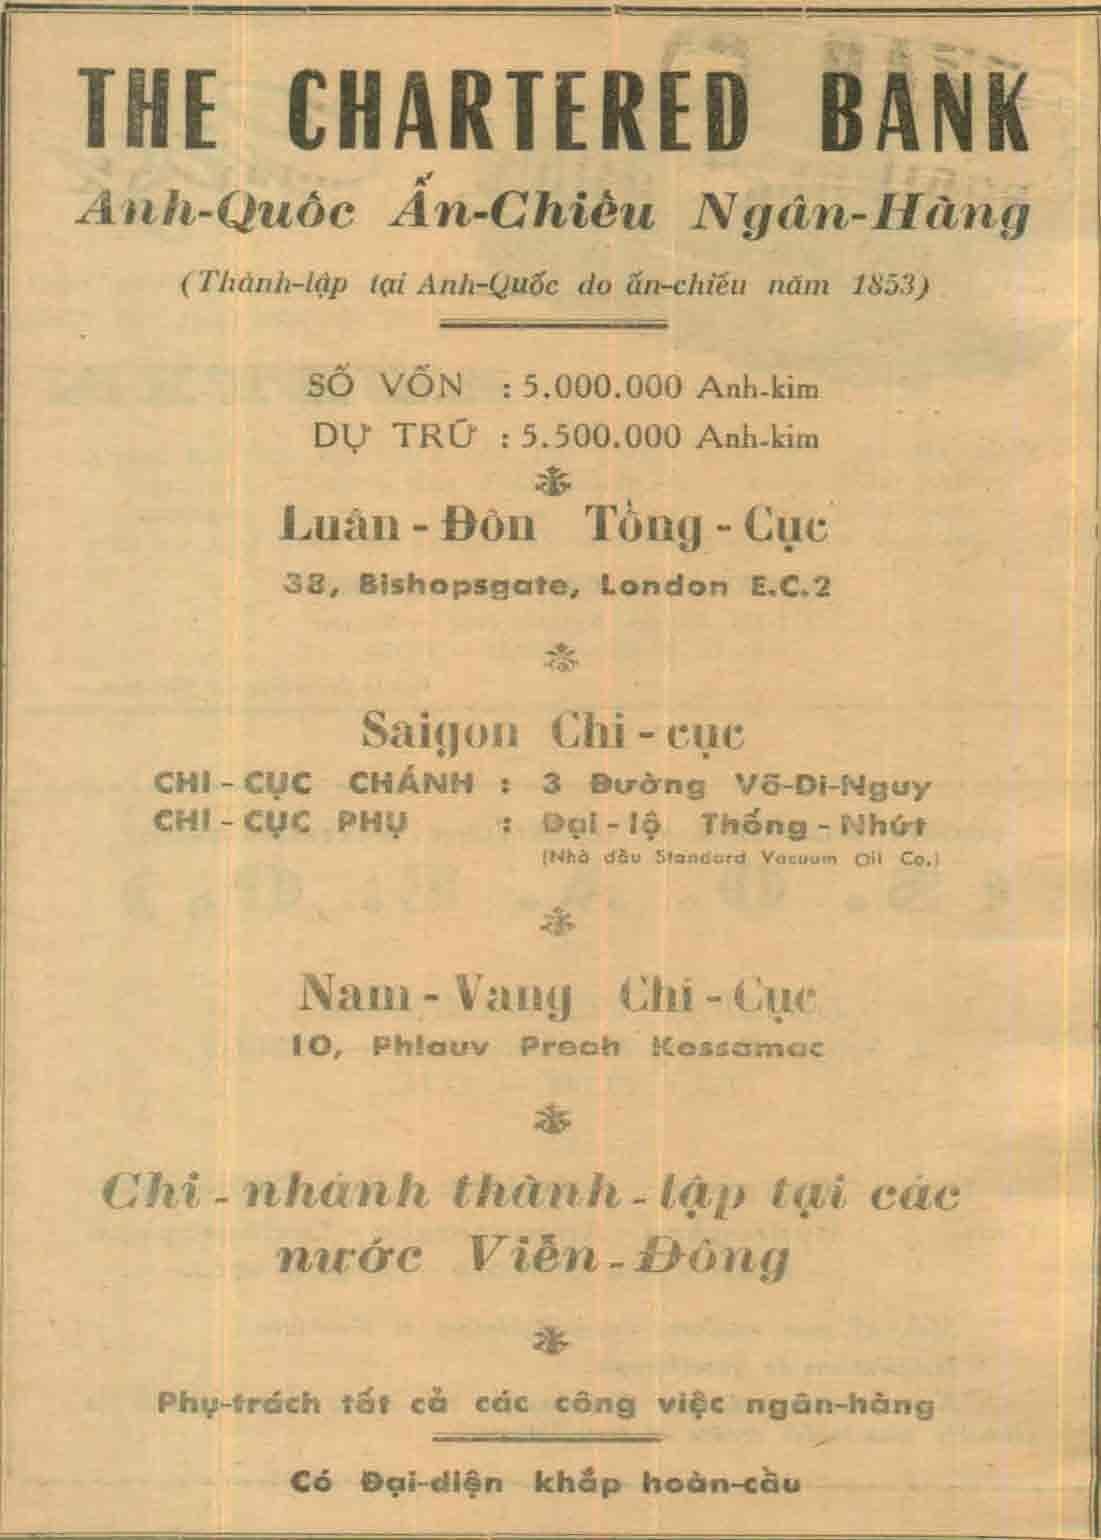 THE CHARTERED BANK
Anh-Quốc Ấn-Chiếu Ngân-Hàng
(Thành-lập tại Anh-Quốc do ấn-chiếu năm 1853)
SỐ VỐN : 5.000.000 Anh-kim
DỰ TRỮ : 5.500.000 Anh-kim
Luân - Đôn Tổng - Cục
38, Bishopsgate, London E.C.2
Saigon Chi - cục
CHI - CỤC CHÁNH : 3 Đường Võ-Di-Nguy
CHI - CỤC PHỤ : Đại - lộ Thống - Nhứt
(Nhà dầu Standard Vacuum Oil Co.)
Nam - Vang Chi - Cục
10, Phlauv Preah Kossamac
Chi - nhánh thành - lập tại các
nước Viễn - Đông
Phụ-trách tất cả các công việc ngân-hàng
Có Đại-diện khắp hoàn-cầu